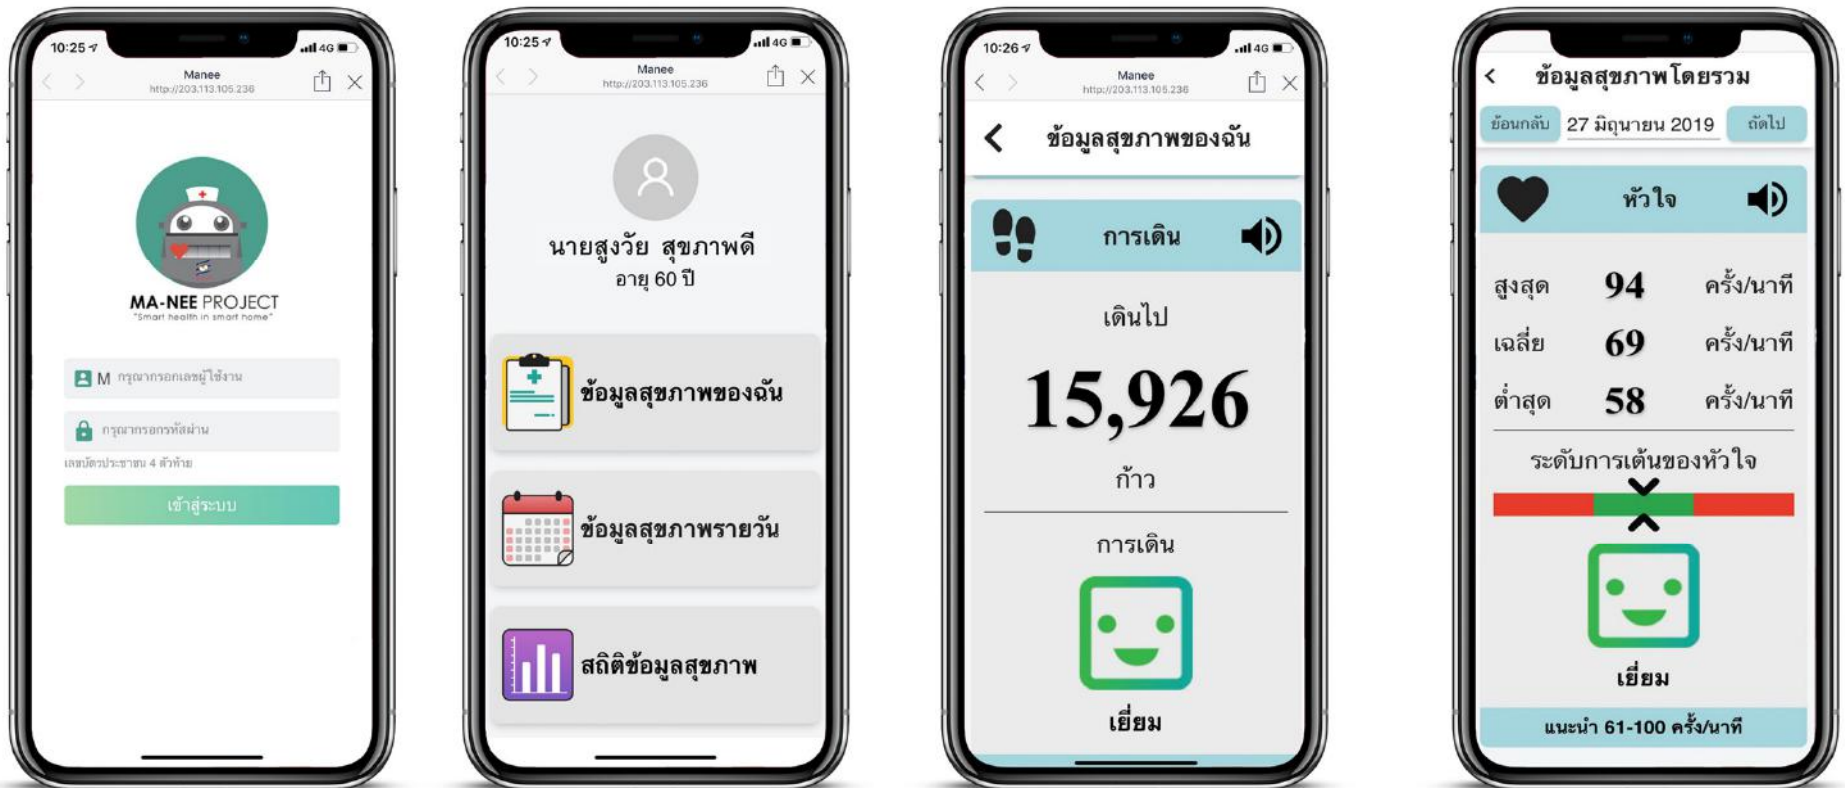 10:25
4G
Manee
http://203.113.105.236
MA-NEE PROJECT
"Smart health in smart home"
M กรุณากรอกเลขผู้ใช้งาน
กรุณากรอกรหัสผ่าน
เลขบัตรประชาชน 4 ตัวท้าย
เข้าสู่ระบบ
10:25
4G
Manee
http://203.113.105.236
นายสูงวัย สุขภาพดี
อายุ 60 ปี
ข้อมูลสุขภาพของฉัน
ข้อมูลสุขภาพรายวัน
สถิติข้อมูลสุขภาพ
10:26
4G
Manee
http://203.113.105.236
ข้อมูลสุขภาพของฉัน
การเดิน
เดินไป
15,926
ก้าว
การเดิน
เยี่ยม
ข้อมูลสุขภาพโดยรวม
ย้อนกลับ 27 มิถุนายน 2019 ถัดไป
หัวใจ
สูงสุด 94 ครั้ง/นาที
เฉลี่ย 69 ครั้ง/นาที
ต่ำสุด 58 ครั้ง/นาที
ระดับการเต้นของหัวใจ
เยี่ยม
แนะนำ 61-100 ครั้ง/นาที